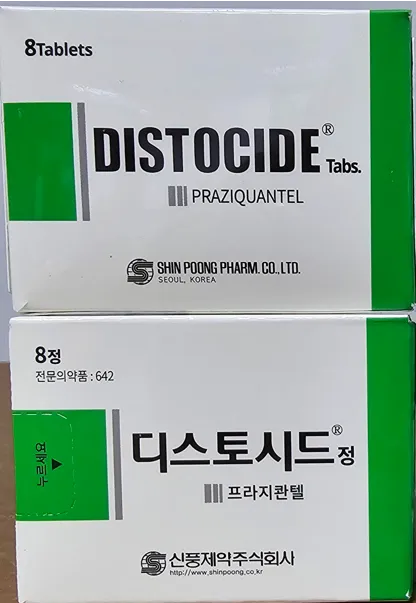 8Tablets
DISTOCIDE® Tabs.
PRAZIQUANTEL
SHIN POONG PHARM. CO., LTD.
SEOUL, KOREA
8정
전문의약품 : 642
누르세요
디스토시드® 정
프라지콴텔
신풍제약주식회사
http://www.shinpoong.co.kr